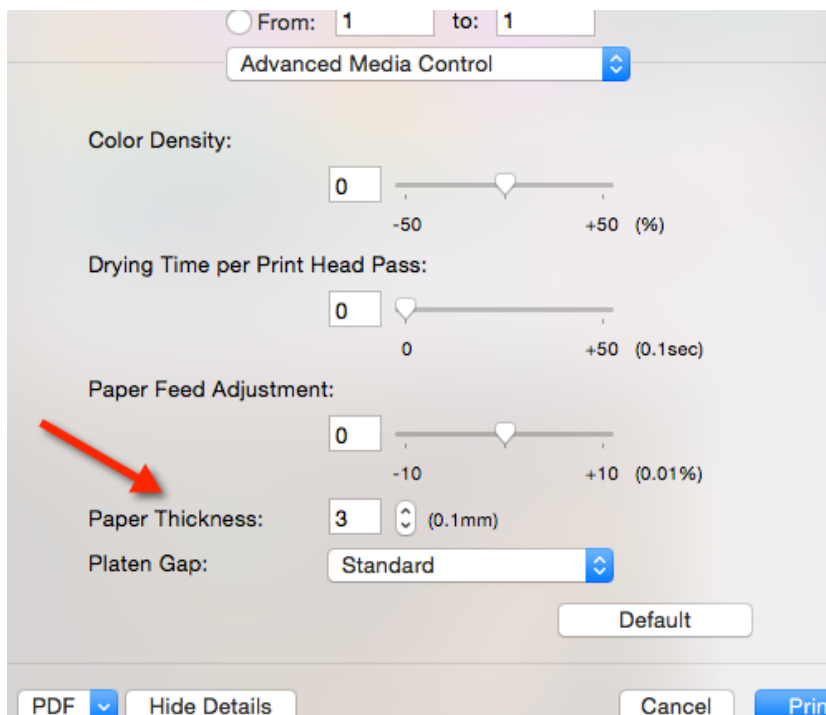 From: 1 to: 1
Advanced Media Control
Color Density:
0
-50 +50 (%)
Drying Time per Print Head Pass:
0
0 +50 (0.1sec)
Paper Feed Adjustment:
0
-10 +10 (0.01%)
Paper Thickness: 3 (0.1mm)
Platen Gap: Standard
Default
PDF Hide Details Cancel Prin